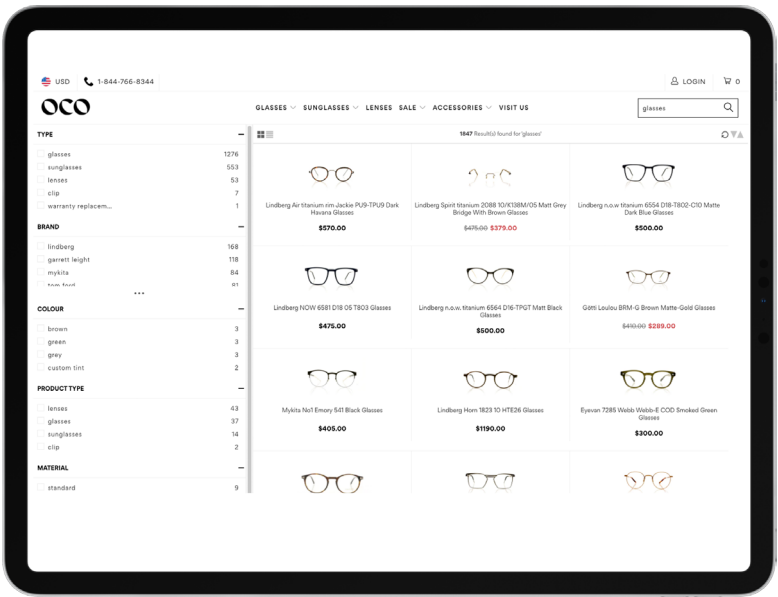 USD 1-844-766-8344 LOGIN 0
OCO GLASSES SUNGLASSES LENSES SALE ACCESSORIES VISIT US glasses
TYPE
glasses 1276
sunglasses 553
lenses 53
clip 7
warranty replacem... 1
BRAND
lindberg 168
garrett leight 118
mykita 84
tom ford 81
...
COLOUR
brown 3
green 3
grey 3
custom tint 2
PRODUCT TYPE
lenses 43
glasses 37
sunglasses 14
clip 2
MATERIAL
standard 9
1847 Result(s) found for 'glasses'
Lindberg Air titanium rim Jackie PU9-TPU9 Dark
Havana Glasses
$570.00
Lindberg Spirit titanium 2088 10/K138M/05 Matt Grey
Bridge With Brown Glasses
$475.00 $379.00
Lindberg n.o.w titanium 6554 D18-T802-C10 Matte
Dark Blue Glasses
$500.00
Lindberg NOW 6581 D18 05 T803 Glasses
$475.00
Lindberg n.o.w. titanium 6564 D16-TPGT Matt Black
Glasses
$500.00
Götti Loulou BRM-G Brown Matte-Gold Glasses
$410.00 $289.00
Mykita No1 Emory 541 Black Glasses
$405.00
Lindberg Horn 1823 10 HTE26 Glasses
$1190.00
Eyevan 7285 Webb Webb-E COD Smoked Green
Glasses
$300.00